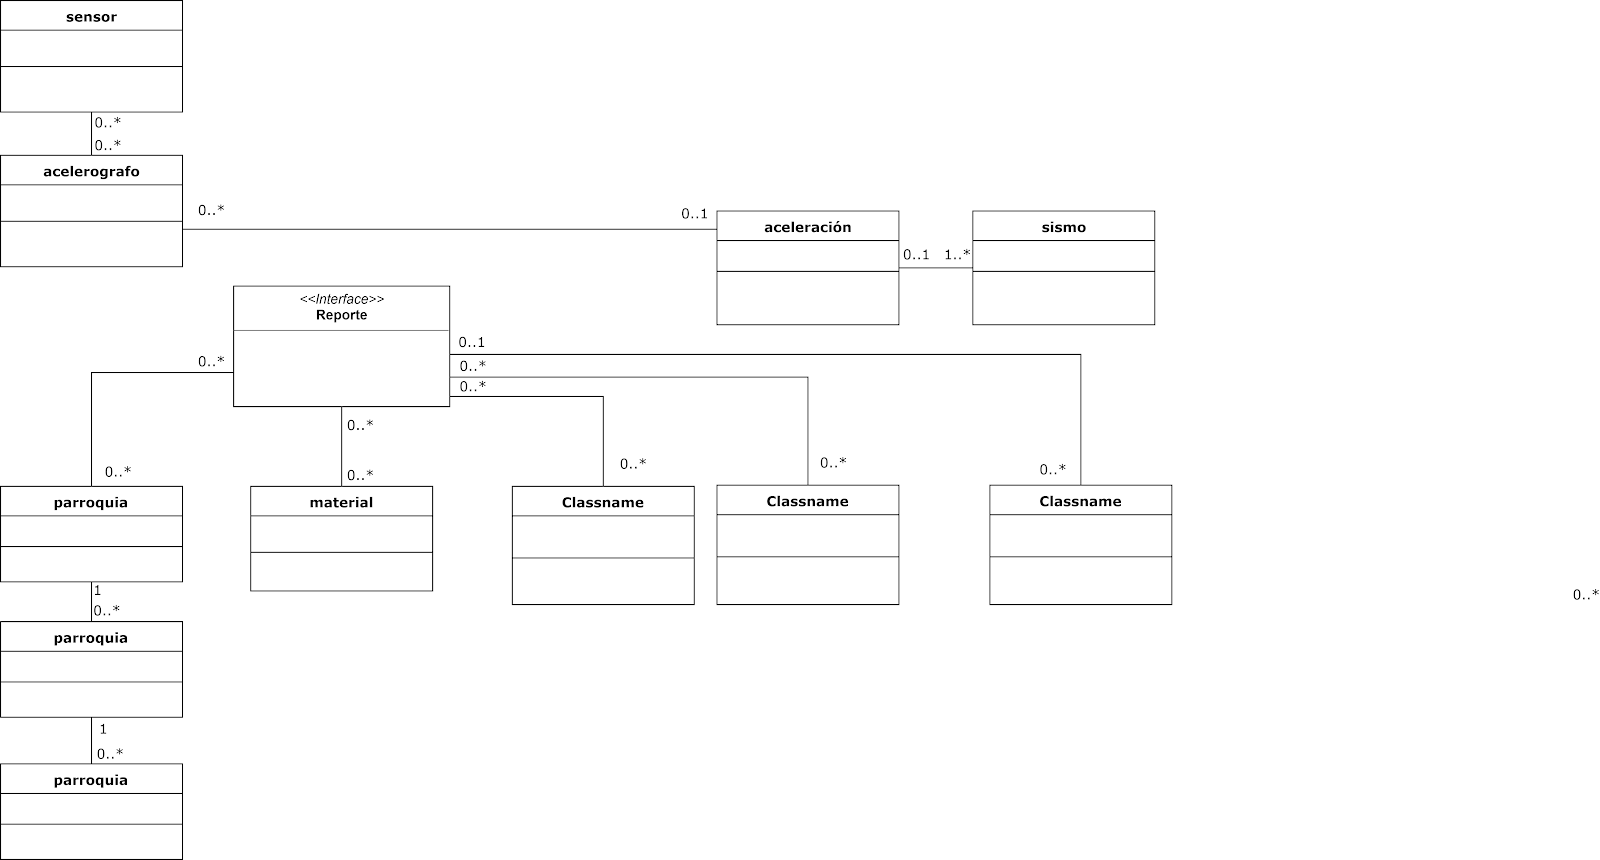 sensor
0..*
0..*
acelerografo
0..*
0..1
aceleración
sismo
0..1
1..*
<<Interface>>
Reporte
0..1
0..*
0..*
0..*
0..*
0..*
0..*
0..*
0..*
0..*
parroquia
material
Classname
Classname
Classname
1
0..*
0..*
parroquia
1
0..*
parroquia